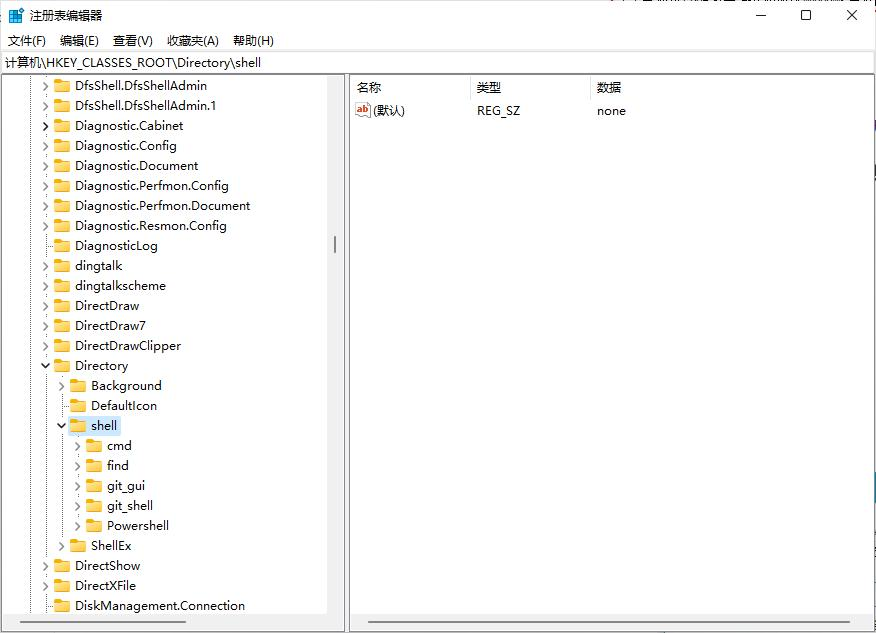 注册表编辑器
文件(F) 编辑(E) 查看(V) 收藏夹(A) 帮助(H)
计算机\HKEY_CLASSES_ROOT\Directory\shell
DfsShell.DfsShellAdmin
DfsShell.DfsShellAdmin.1
Diagnostic.Cabinet
Diagnostic.Config
Diagnostic.Document
Diagnostic.Perfmon.Config
Diagnostic.Perfmon.Document
Diagnostic.Resmon.Config
DiagnosticLog
dingtalk
dingtalkscheme
DirectDraw
DirectDraw7
DirectDrawClipper
Directory
Background
DefaultIcon
shell
cmd
find
git_gui
git_shell
Powershell
ShellEx
DirectShow
DirectXFile
DiskManagement.Connection
名称 类型 数据
ab (默认) REG_SZ none